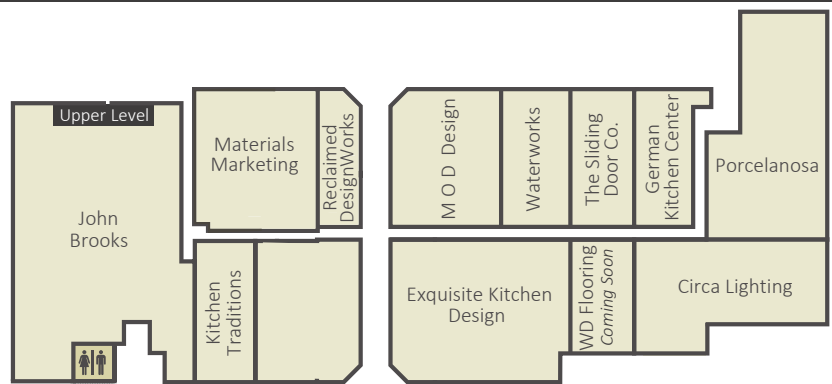 Upper Level
John
Brooks
Materials
Marketing
Reclaimed
DesignWorks
Kitchen
Traditions
M O D Design
Waterworks
The Sliding
Door Co.
German
Kitchen Center
Porcelanosa
Exquisite Kitchen
Design
WD Flooring
Coming Soon
Circa Lighting